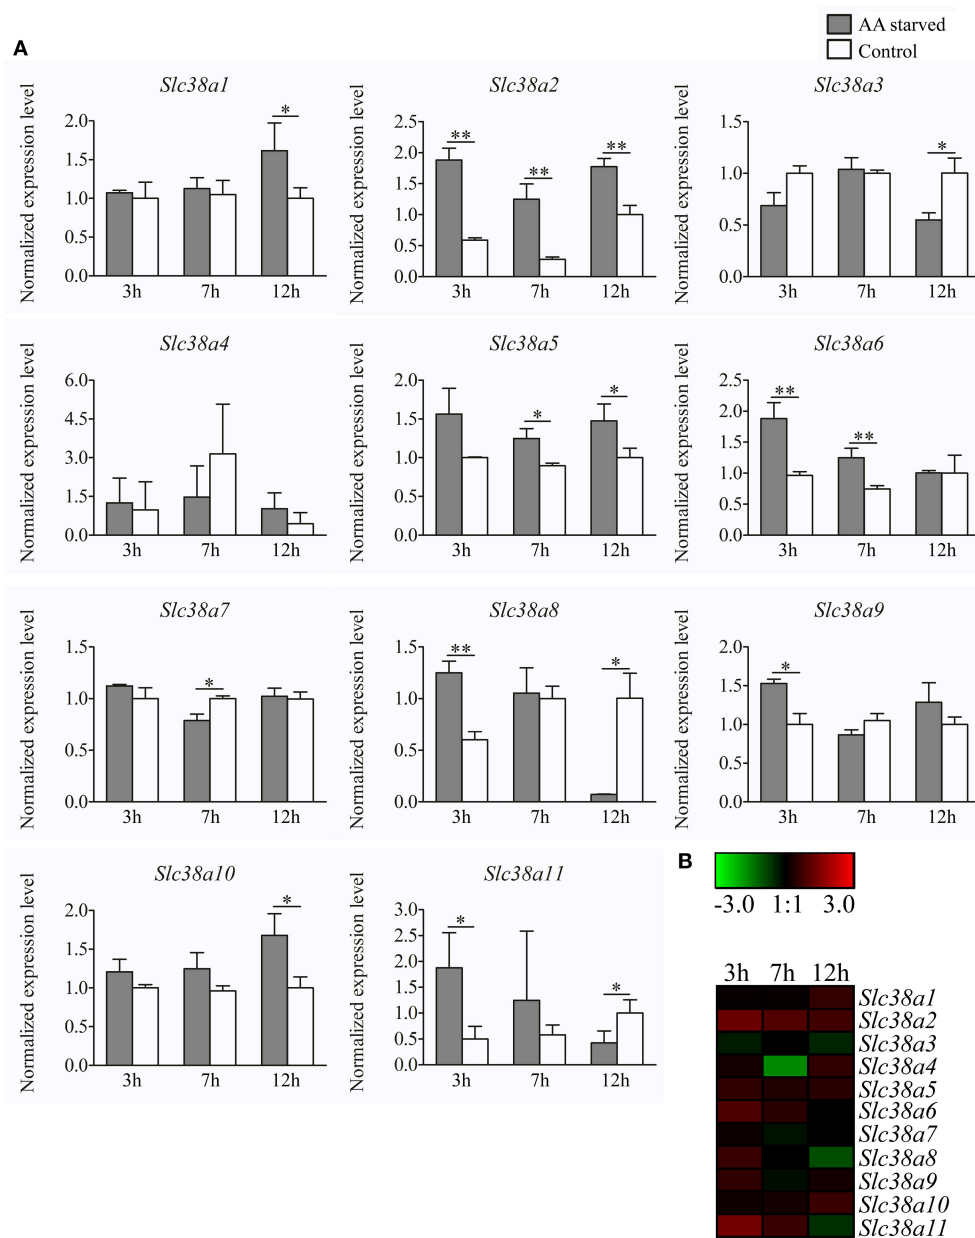 AA starved
Control
A
Slc38a1
Normalized expression level
2.0
1.5
1.0
0.5
0.0
*
3h 7h 12h
Slc38a2
Normalized expression level
2.5
2.0
1.5
1.0
0.5
0.0
** ** **
3h 7h 12h
Slc38a3
Normalized expression level
1.5
1.0
0.5
0.0
*
3h 7h 12h
Slc38a4
Normalized expression level
6.0
4.5
3.0
1.5
0.0
3h 7h 12h
Slc38a5
Normalized expression level
2.0
1.5
1.0
0.5
0.0
* *
3h 7h 12h
Slc38a6
Normalized expression level
2.5
2.0
1.5
1.0
0.5
0.0
** **
3h 7h 12h
Slc38a7
Normalized expression level
1.5
1.0
0.5
0.0
*
3h 7h 12h
Slc38a8
Normalized expression level
1.5
1.0
0.5
0.0
** *
3h 7h 12h
Slc38a9
Normalized expression level
2.0
1.5
1.0
0.5
0.0
*
3h 7h 12h
Slc38a10
Normalized expression level
2.0
1.5
1.0
0.5
0.0
*
3h 7h 12h
Slc38a11
Normalized expression level
3.0
2.5
2.0
1.5
1.0
0.5
0.0
* *
3h 7h 12h
B
-3.0 1:1 3.0
3h 7h 12h
Slc38a1
Slc38a2
Slc38a3
Slc38a4
Slc38a5
Slc38a6
Slc38a7
Slc38a8
Slc38a9
Slc38a10
Slc38a11